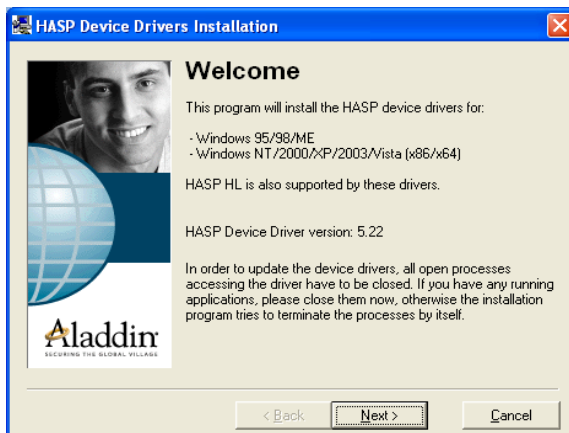 HASP Device Drivers Installation
Welcome
This program will install the HASP device drivers for:
- Windows 95/98/ME
- Windows NT/2000/XP/2003/Vista (x86/x64)
HASP HL is also supported by these drivers.
HASP Device Driver version: 5.22
In order to update the device drivers, all open processes
accessing the driver have to be closed. If you have any running
applications, please close them now, otherwise the installation
program tries to terminate the processes by itself.
Aladdin
SECURING THE GLOBAL VILLAGE
< Back
Next >
Cancel